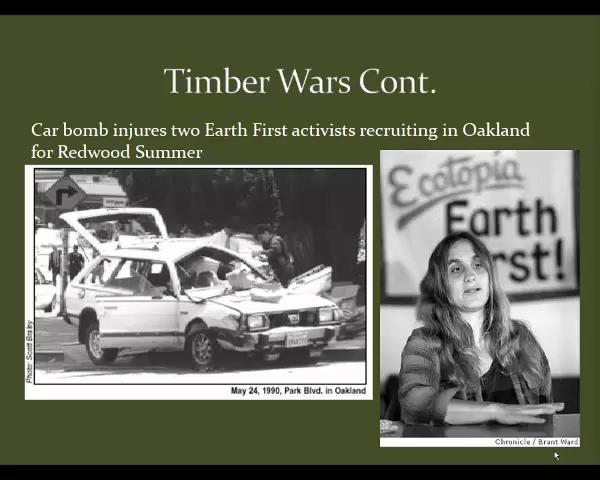 Timber Wars Cont.
Car bomb injures two Earth First activists recruiting in Oakland
for Redwood Summer
Photo: Scott Braley
May 24, 1990, Park Blvd. in Oakland
Ecotopia
Earth
First!
Chronicle / Brant Ward